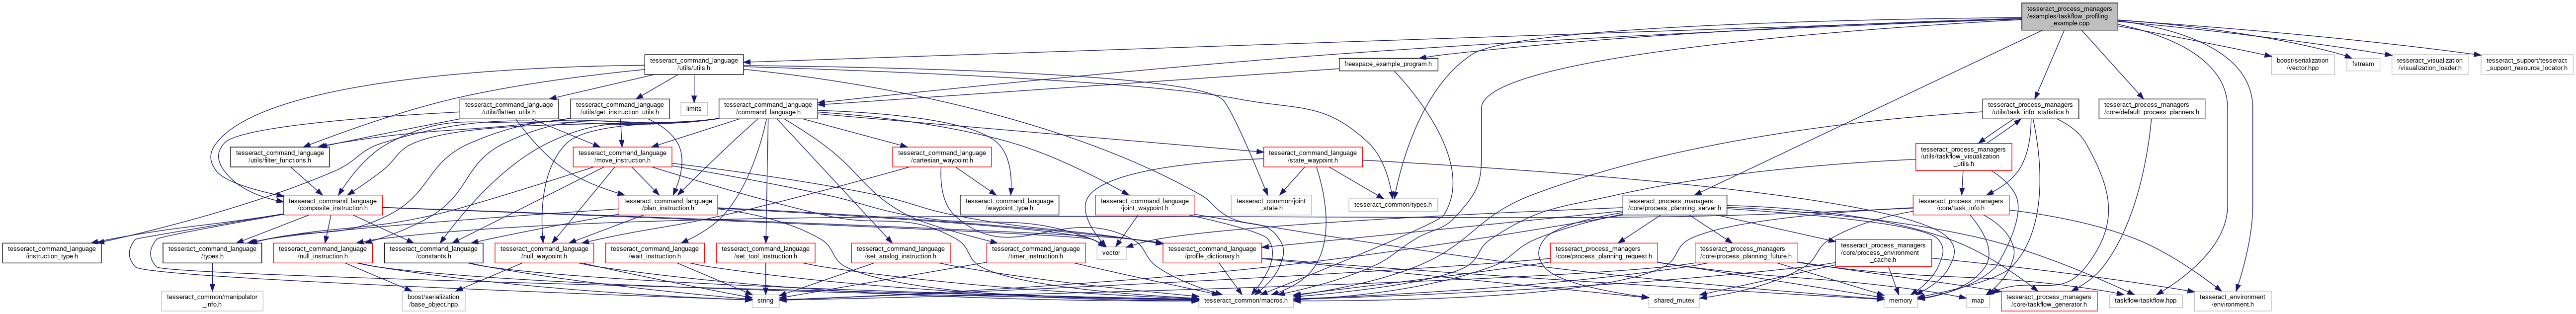 tesseract_process_managers
/examples/taskflow_profiling
_example.cpp
tesseract_command_language
/utils/utils.h
freespace_example_program.h
boost/serialization
/vector.hpp
fstream
tesseract_visualization
/visualization_loader.h
tesseract_support/tesseract
_support_resource_locator.h
tesseract_command_language
/utils/flatten_utils.h
tesseract_command_language
/utils/get_instruction_utils.h
limits
tesseract_command_language
/command_language.h
tesseract_process_managers
/utils/task_info_statistics.h
tesseract_process_managers
/core/default_process_planners.h
tesseract_command_language
/utils/filter_functions.h
tesseract_command_language
/move_instruction.h
tesseract_command_language
/cartesian_waypoint.h
tesseract_command_language
/state_waypoint.h
tesseract_process_managers
/utils/taskflow_visualization
_utils.h
tesseract_command_language
/composite_instruction.h
tesseract_command_language
/plan_instruction.h
tesseract_command_language
/waypoint_type.h
tesseract_command_language
/joint_waypoint.h
tesseract_common/joint
_state.h
tesseract_common/types.h
tesseract_process_managers
/core/process_planning_server.h
tesseract_process_managers
/core/task_info.h
tesseract_command_language
/instruction_type.h
tesseract_command_language
/types.h
tesseract_command_language
/null_instruction.h
tesseract_command_language
/constants.h
tesseract_command_language
/null_waypoint.h
tesseract_command_language
/wait_instruction.h
tesseract_command_language
/set_tool_instruction.h
tesseract_command_language
/set_analog_instruction.h
tesseract_command_language
/timer_instruction.h
vector
tesseract_command_language
/profile_dictionary.h
tesseract_process_managers
/core/process_planning_request.h
tesseract_process_managers
/core/process_planning_future.h
tesseract_process_managers
/core/process_environment
_cache.h
tesseract_common/manipulator
_info.h
boost/serialization
/base_object.hpp
string
tesseract_common/macros.h
shared_mutex
memory
map
tesseract_process_managers
/core/taskflow_generator.h
taskflow/taskflow.hpp
tesseract_environment
/environment.h